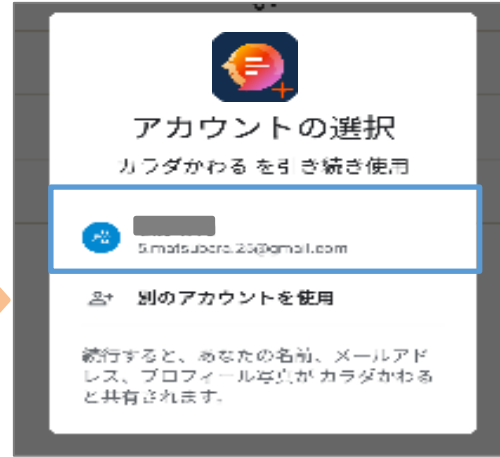 アカウントの選択
カラダかわる を引き続き使用
s.matsubara.25@gmail.com
別のアカウントを使用
続行すると、あなたの名前、メールアド
レス、プロフィール写真が カラダかわる
と共有されます。